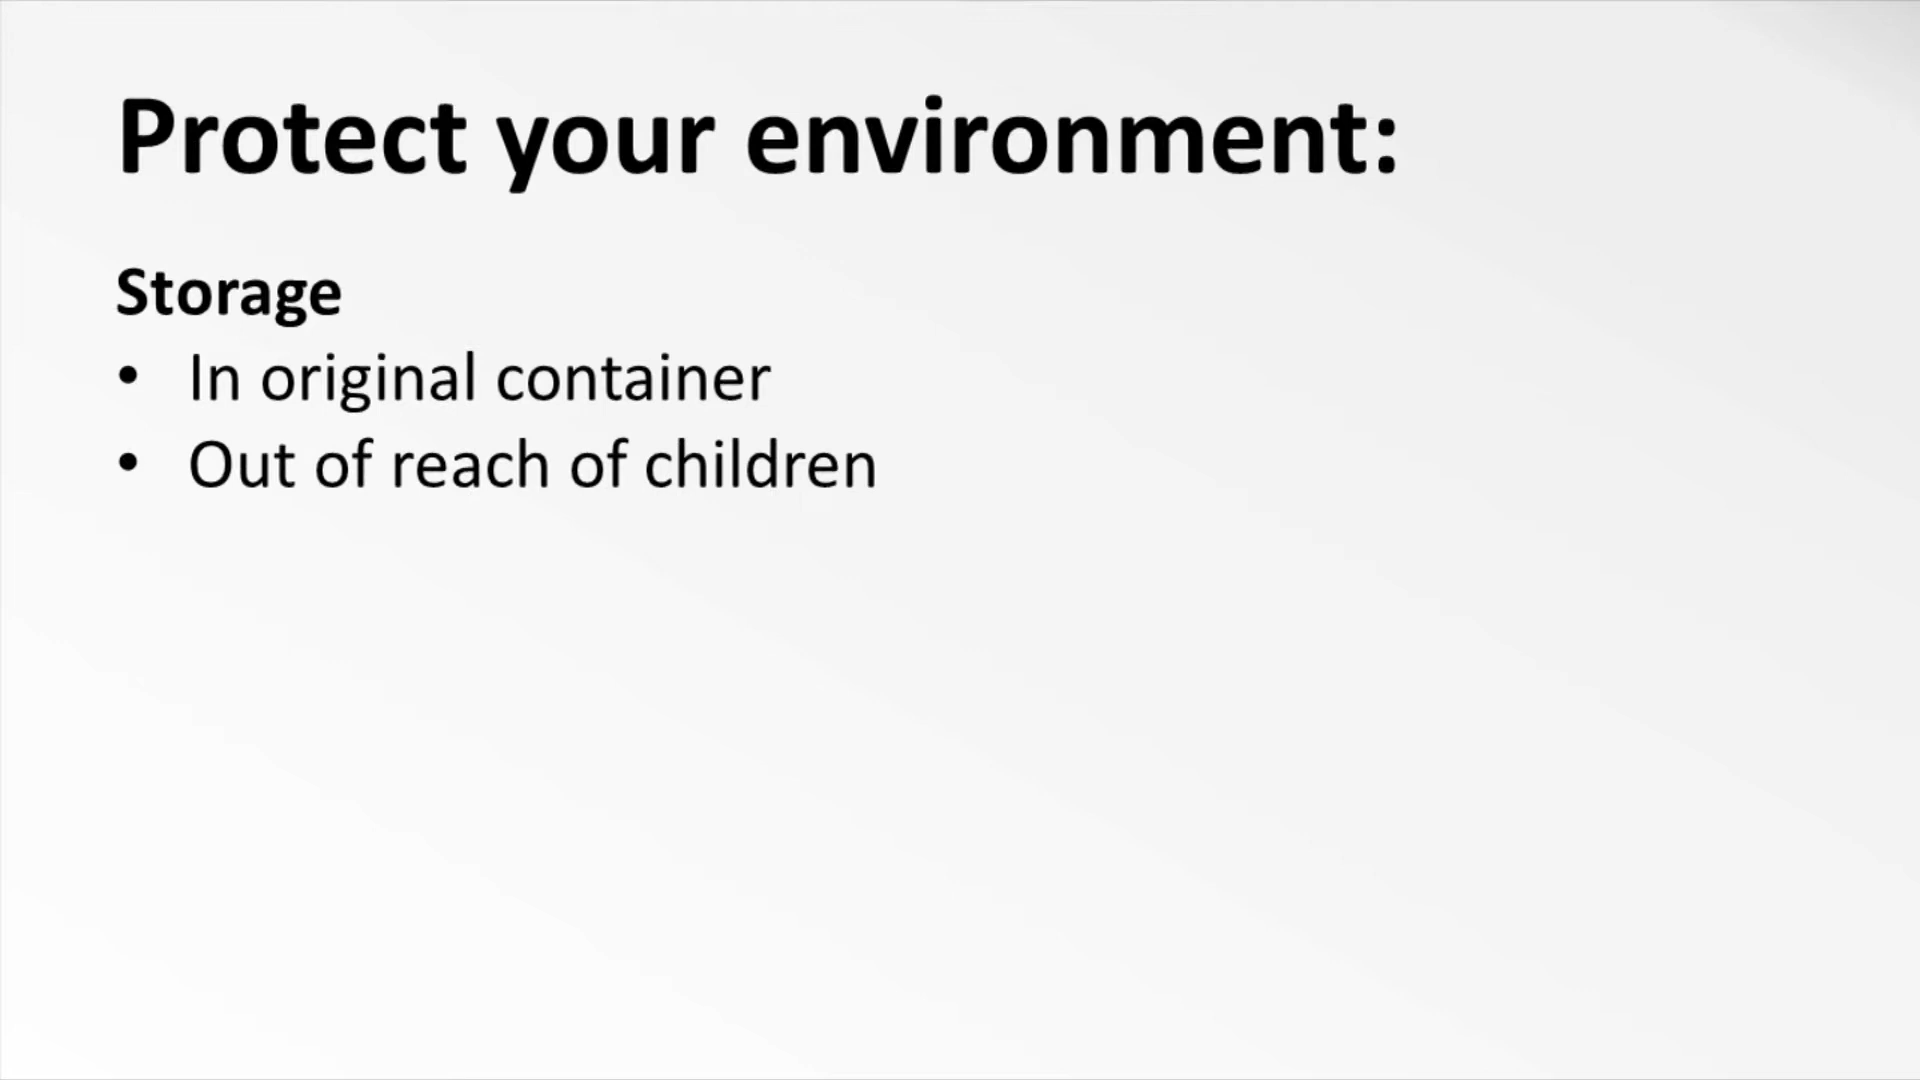 Protect your environment:
Storage
• In original container
• Out of reach of children